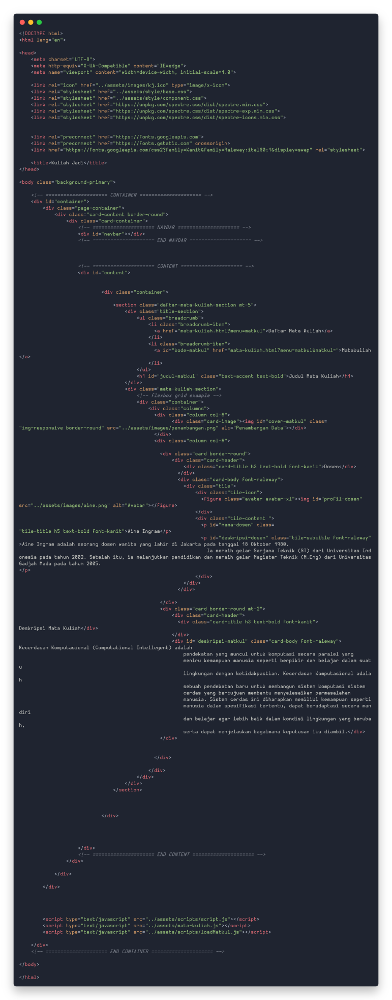 <!DOCTYPE html>
<html lang="en">
<head>
<meta charset="UTF-8">
<meta http-equiv="X-UA-Compatible" content="IE=edge">
<meta name="viewport" content="width=device-width, initial-scale=1.0">
<link rel="icon" href="../assets/images/kj.ico" type="image/x-icon">
<link rel="stylesheet" href="../assets/style/base.css">
<link rel="stylesheet" href="../assets/style/component.css">
<link rel="stylesheet" href="https://unpkg.com/spectre.css/dist/spectre.min.css">
<link rel="stylesheet" href="https://unpkg.com/spectre.css/dist/spectre-exp.min.css">
<link rel="stylesheet" href="https://unpkg.com/spectre.css/dist/spectre-icons.min.css">
<link rel="preconnect" href="https://fonts.googleapis.com">
<link rel="preconnect" href="https://fonts.gstatic.com" crossorigin>
<link href="https://fonts.googleapis.com/css2?family=Kanit&family=Raleway:ital@0;1&display=swap" rel="stylesheet">
<title>Kuliah Jadi</title>
</head>
<body class="background-primary">
<!-- ===================== CONTAINER ===================== -->
<div id="container">
<div class="page-container">
<div class="card-content border-round">
<div class="card-container">
<!-- ===================== NAVBAR ===================== -->
<div id="navbar"></div>
<!-- ===================== END NAVBAR ===================== -->
<!-- ===================== CONTENT ===================== -->
<div id="content">
<div class="container">
<section class="daftar-mata-kuliah-section mt-5">
<div class="title-section">
<ul class="breadcrumb">
<li class="breadcrumb-item">
<a href="mata-kuliah.html?menu=matkul">Daftar Mata Kuliah</a>
</li>
<li class="breadcrumb-item">
<a id="kode-matkul" href="mata-kuliah.html?menu=matkul&matkul=">Matakuliah
</a>
</li>
</ul>
<h1 id="judul-matkul" class="text-accent text-bold">Judul Mata Kuliah</h1>
</div>
<div class="mata-kuliah-section">
<!-- flexbox grid example -->
<div class="container">
<div class="columns">
<div class="column col-6">
<div class="card-image"><img id="cover-matkul" class=
"img-responsive border-round" src="../assets/images/penambangan.png" alt="Penambangan Data"></div>
</div>
<div class="column col-6">
<div class="card border-round">
<div class="card-header">
<div class="card-title h3 text-bold font-kanit">Dosen</div>
</div>
<div class="card-body font-raleway">
<div class="tile">
<div class="tile-icon">
<figure class="avatar avatar-xl"><img id="profil-dosen"
src="../assets/images/aine.png" alt="Avatar"></figure>
</div>
<div class="tile-content ">
<p id="nama-dosen" class=
"tile-title h5 text-bold font-kanit">Aine Ingram</p>
<p id="deskripsi-dosen" class="tile-subtitle font-raleway"
>Aine Ingram adalah seorang dosen wanita yang lahir di Jakarta pada tanggal 18 Oktober 1980.
Ia meraih gelar Sarjana Teknik (ST) dari Universitas Ind
onesia pada tahun 2002. Setelah itu, ia melanjutkan pendidikan dan meraih gelar Magister Teknik (M.Eng) dari Universitas
Gadjah Mada pada tahun 2005.
</p>
</div>
</div>
</div>
</div>
<div class="card border-round mt-2">
<div class="card-header">
<div class="card-title h3 text-bold font-kanit">
Deskripsi Mata Kuliah</div>
</div>
<div id="deskripsi-matkul" class="card-body font-raleway">
Kecerdasan Komputasional (Computational Intellegent) adalah
pendekatan yang muncul untuk komputasi secara paralel yang
meniru kemampuan manusia seperti berpikir dan belajar dalam suat
u
lingkungan dengan ketidakpastian. Kecerdasan Komputasional adala
h
sebuah pendekatan baru untuk membangun sistem komputasi sistem
cerdas yang bertujuan membantu menyelesaikan permasalahan
manusia. Sistem cerdas ini diharapkan memiliki kemampuan seperti
manusia dalam spesifikasi tertentu, dapat beradaptasi secara man
diri
dan belajar agar lebih baik dalam kondisi lingkungan yang beruba
h,
serta dapat menjelaskan bagaimana keputusan itu diambil.</div>
</div>
</div>
</div>
</div>
</div>
</section>
</div>
</div>
<!-- ===================== END CONTENT ===================== -->
</div>
</div>
</div>
<script type="text/javascript" src="../assets/scripts/script.js"></script>
<script type="text/javascript" src="../assets/mata-kuliah.js"></script>
<script type="text/javascript" src="../assets/scripts/loadMatkul.js"></script>
</div>
<!-- ===================== END CONTAINER ===================== -->
</body>
</html>